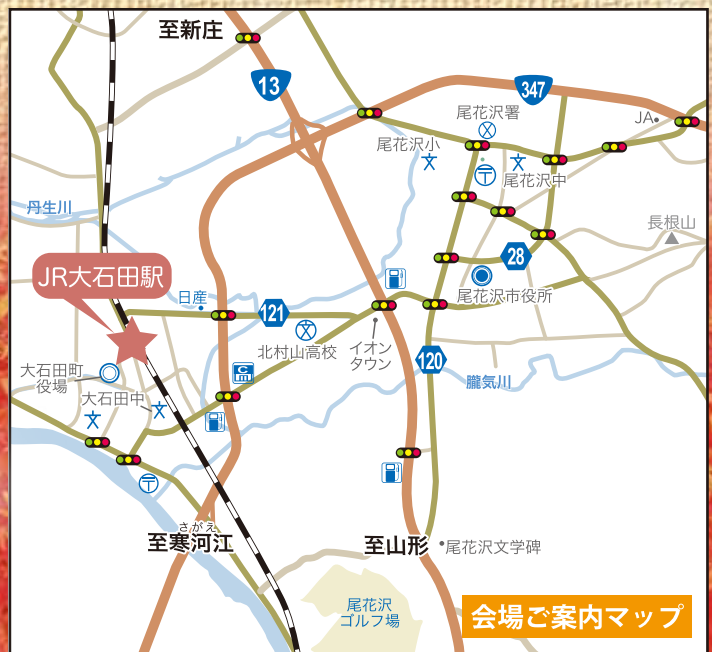 至新庄
13
347
尾花沢署
JA
尾花沢小
尾花沢中
丹生川
長根山
JR大石田駅
28
日産
121
尾花沢市役所
北村山高校
イオン
タウン
120
大石田町
役場
大石田中
朧気川
さがえ
至寒河江
至山形
尾花沢文学碑
尾花沢
ゴルフ場
会場ご案内マップ